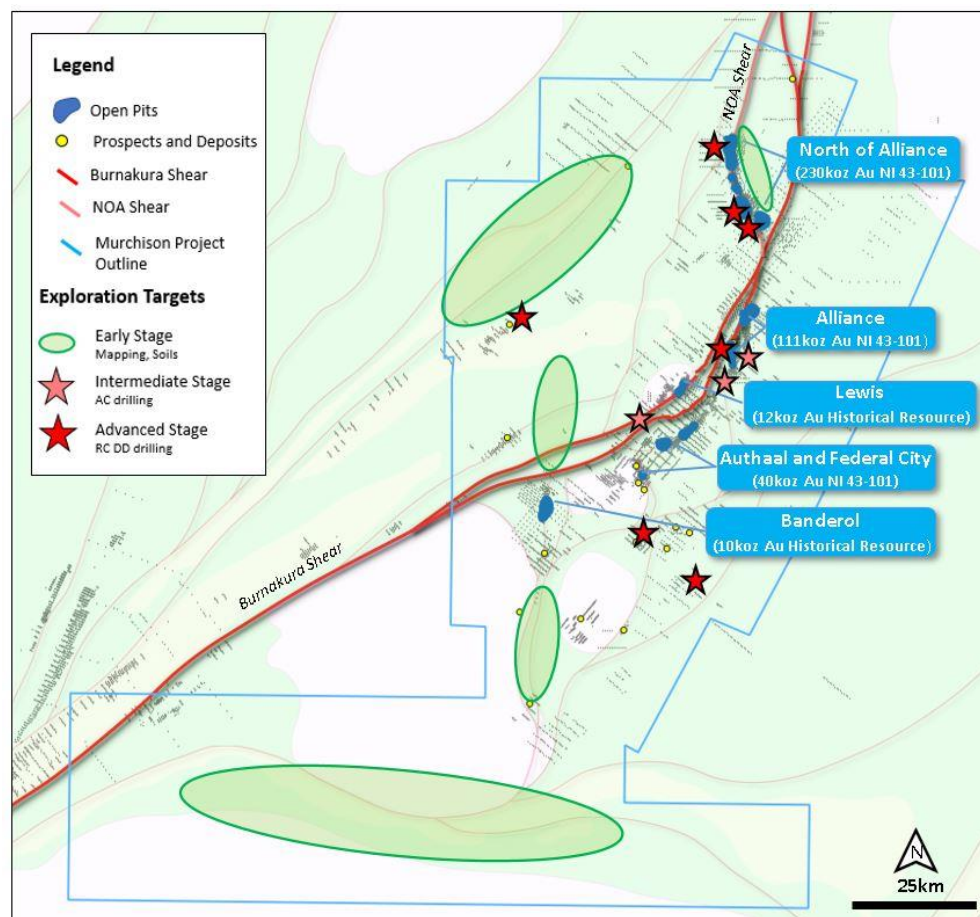 Legend
Open Pits
Prospects and Deposits
Burnakura Shear
NOA Shear
Murchison Project
Outline
Exploration Targets
Early Stage
Mapping, Soils
Intermediate Stage
AC drilling
Advanced Stage
RC DD drilling
NOA Shear
North of Alliance
(230koz Au NI 43-101)
Alliance
(111koz Au NI 43-101)
Lewis
(12koz Au Historical Resource)
Authaal and Federal City
(40koz Au NI 43-101)
Banderol
(10koz Au Historical Resource)
Burnakura Shear
N
25km